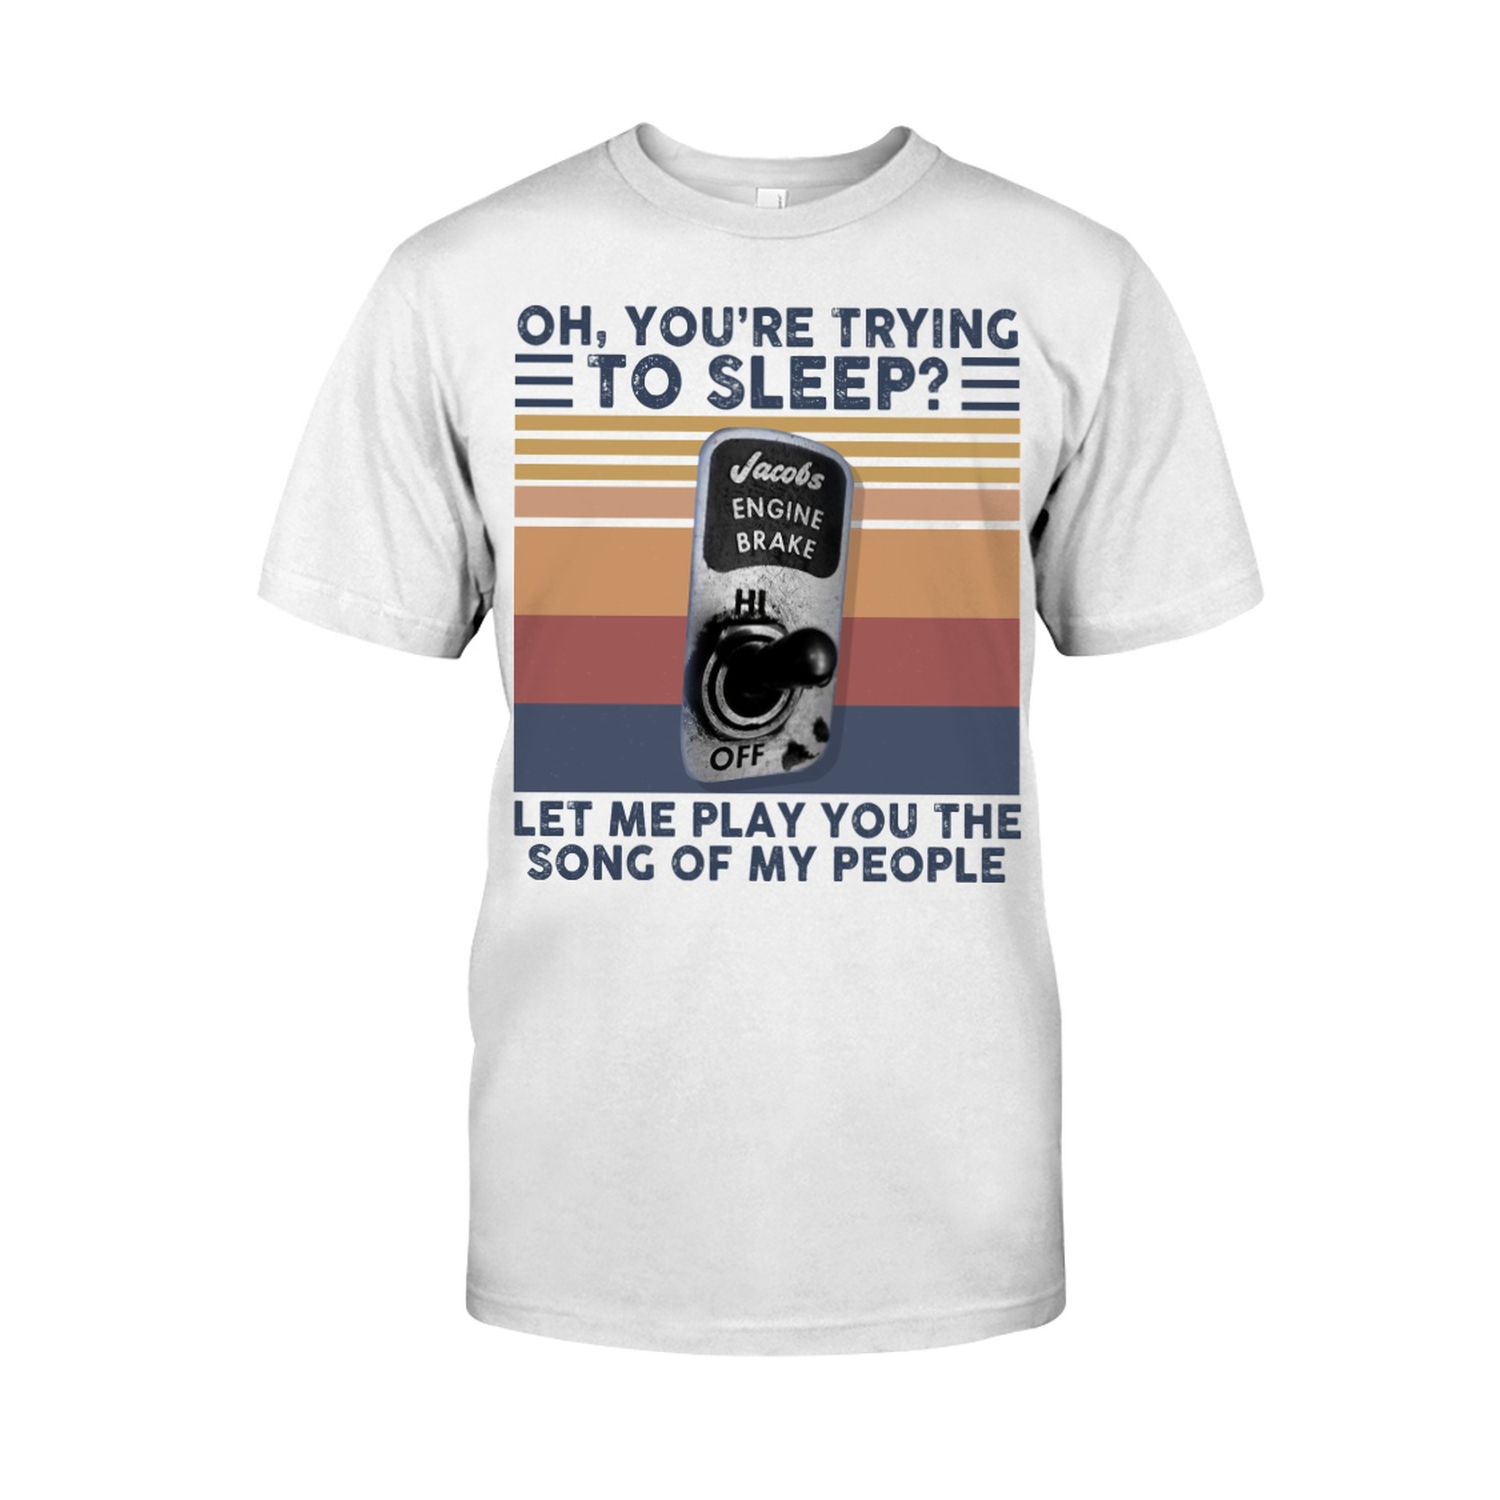 OH, YOU'RE TRYING
TO SLEEP?
Jacobs
ENGINE
BRAKE
HI
OFF
LET ME PLAY YOU THE
SONG OF MY PEOPLE